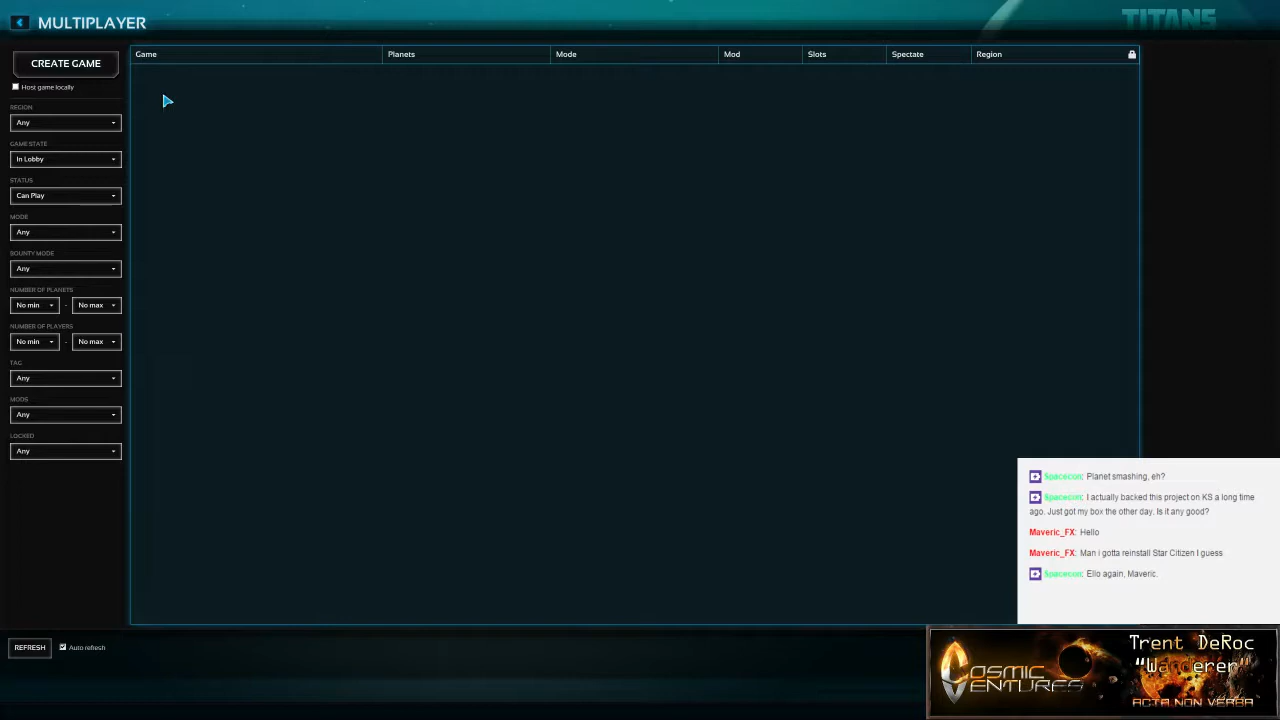 MULTIPLAYER
TITANS
CREATE GAME
Host game locally
REGION
Any
GAME STATE
In Lobby
STATUS
Can Play
MODE
Any
BOUNTY MODE
Any
NUMBER OF PLANETS
No min - No max
NUMBER OF PLAYERS
No min - No max
TAG
Any
MODS
Any
LOCKED
Any
Game Planets Mode Mod Slots Spectate Region
Spacecon: Planet smashing, eh?
Spacecon: I actually backed this project on KS a long time
ago. Just got my box the other day. Is it any good?
Maveric_FX: Hello
Maveric_FX: Man i gotta reinstall Star Citizen I guess
Spacecon: Ello again, Maveric.
REFRESH Auto refresh
COSMIC
VENTURES
Trent DeRoc
"Wanderer"
ACTA NON VERBA